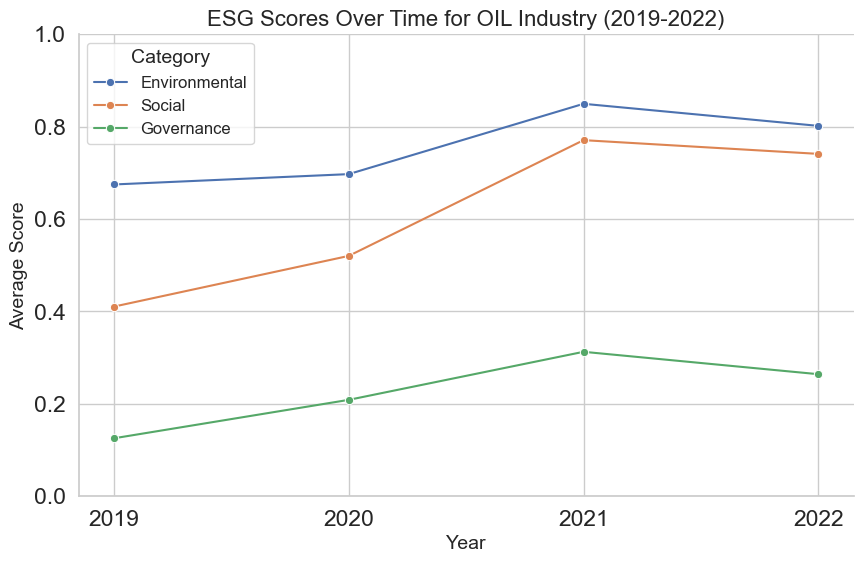 ESG Scores Over Time for OIL Industry (2019-2022)
1.0
0.8
0.6
0.4
0.2
0.0
Average Score
Category
Environmental
Social
Governance
2019 2020 2021 2022
Year